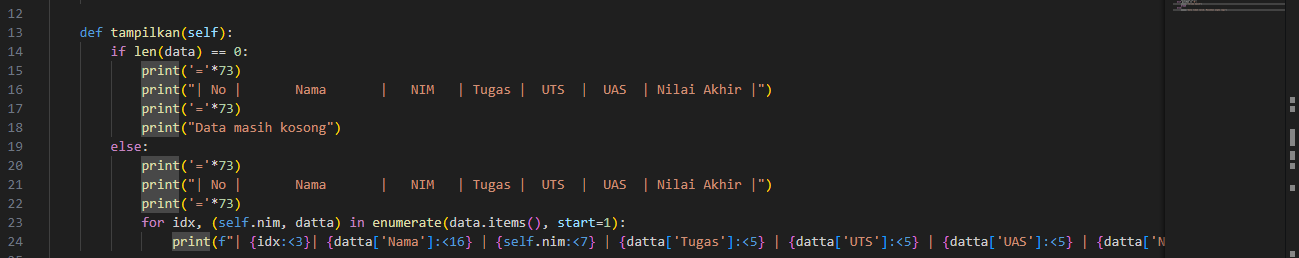 12
13 def tampilkan(self):
14 if len(data) == 0:
15 print('='*73)
16 print("| No |       Nama       |   NIM   | Tugas |  UTS  |  UAS  | Nilai Akhir |")
17 print('='*73)
18 print("Data masih kosong")
19 else:
20 print('='*73)
21 print("| No |       Nama       |   NIM   | Tugas |  UTS  |  UAS  | Nilai Akhir |")
22 print('='*73)
23 for idx, (self.nim, datta) in enumerate(data.items(), start=1):
24 print(f"| {idx:<3}| {datta['Nama']:<16} | {self.nim:<7} | {datta['Tugas']:<5} | {datta['UTS']:<5} | {datta['UAS']:<5} | {datta['N